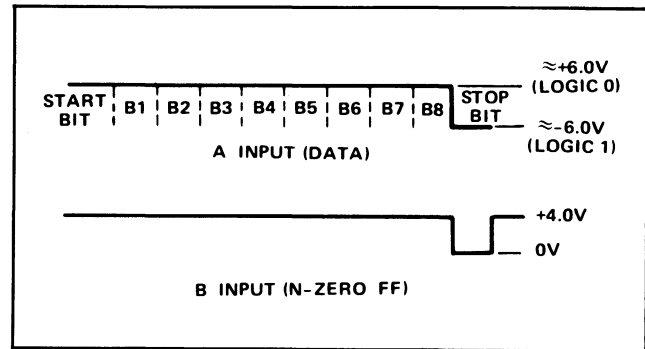 ≈+6.0V
(LOGIC 0)
START BIT B1 B2 B3 B4 B5 B6 B7 B8 STOP BIT
≈-6.0V
(LOGIC 1)
A INPUT (DATA)
+4.0V
0V
B INPUT (N-ZERO FF)